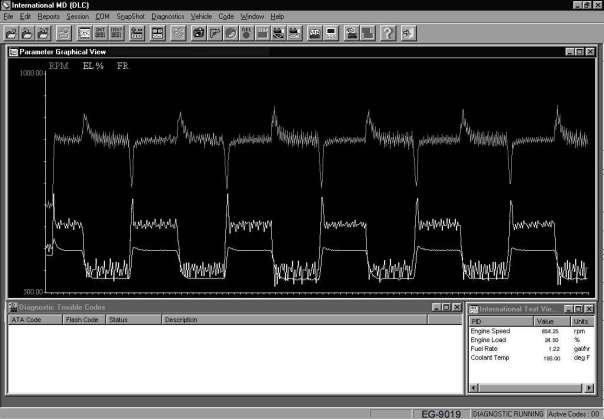 International MD (DLC)
File Edit Reports Session COM SnapShot Diagnostics Vehicle Code Window Help
Parameter Graphical View
RPM EL % FR
1000.00
500.00
Diagnostic Trouble Codes
ATA Code Flash Code Status Description
International Text Vie...
PID Value Units
Engine Speed 854.25 rpm
Engine Load 24.50 %
Fuel Rate 1.22 gal/hr
Coolant Temp 195.00 deg F
EG-9019 DIAGNOSTIC RUNNING Active Codes : 00